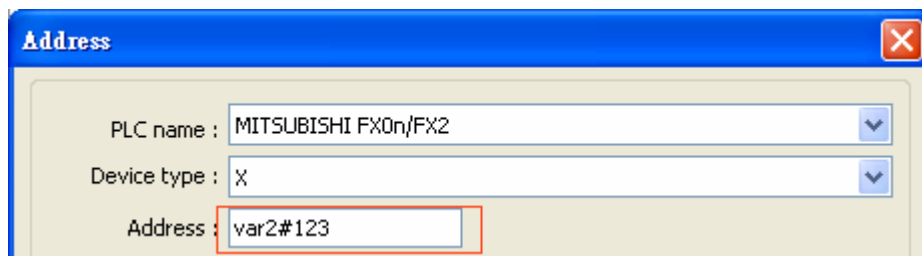 Address
PLC name : MITSUBISHI FX0n/FX2
Device type : X
Address : var2#123